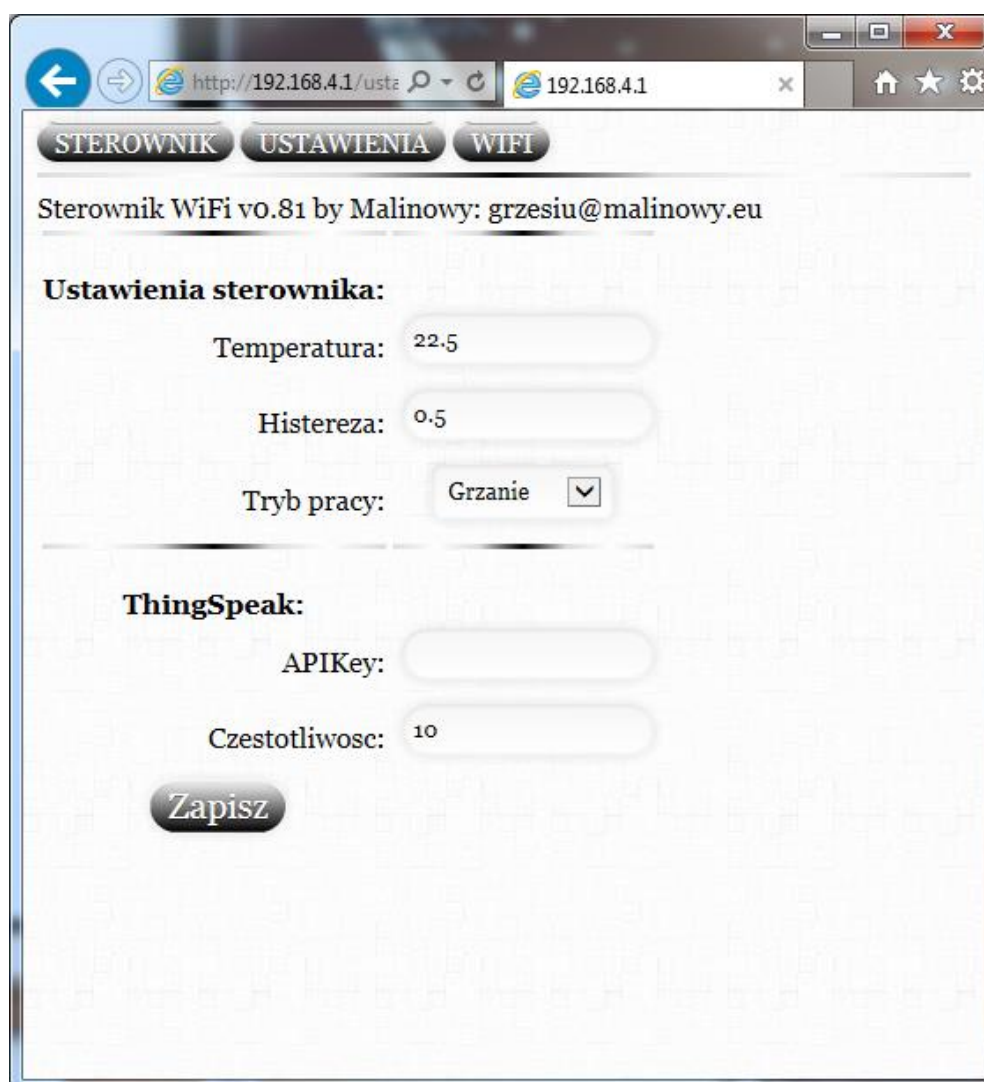 http://192.168.4.1/usta 192.168.4.1
STEROWNIK USTAWIENIA WIFI
Sterownik WiFi v0.81 by Malinowy: grzesiu@malinowy.eu
Ustawienia sterownika:
Temperatura: 22.5
Histereza: 0.5
Tryb pracy: Grzanie
ThingSpeak:
APIKey:
Czestotliwosc: 10
Zapisz